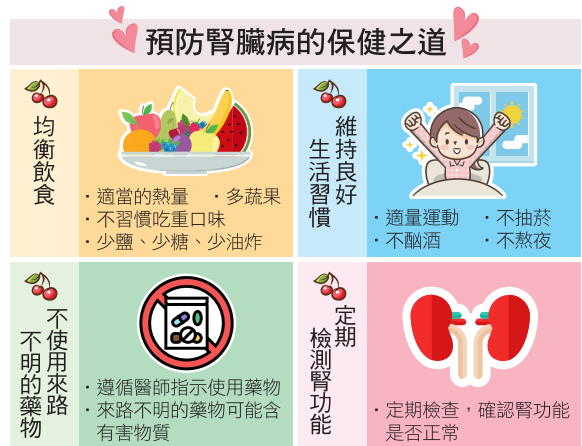 預防腎臟病的保健之道
均衡飲食
・適當的熱量 ・多蔬果
・不習慣吃重口味
・少鹽、少糖、少油炸
維持良好
生活習慣
・適量運動 ・不抽菸
・不酗酒 ・不熬夜
不使用來路
不明的藥物
・遵循醫師指示使用藥物
・來路不明的藥物可能含
有害物質
定期
檢測腎功能
・定期檢查，確認腎功能
是否正常